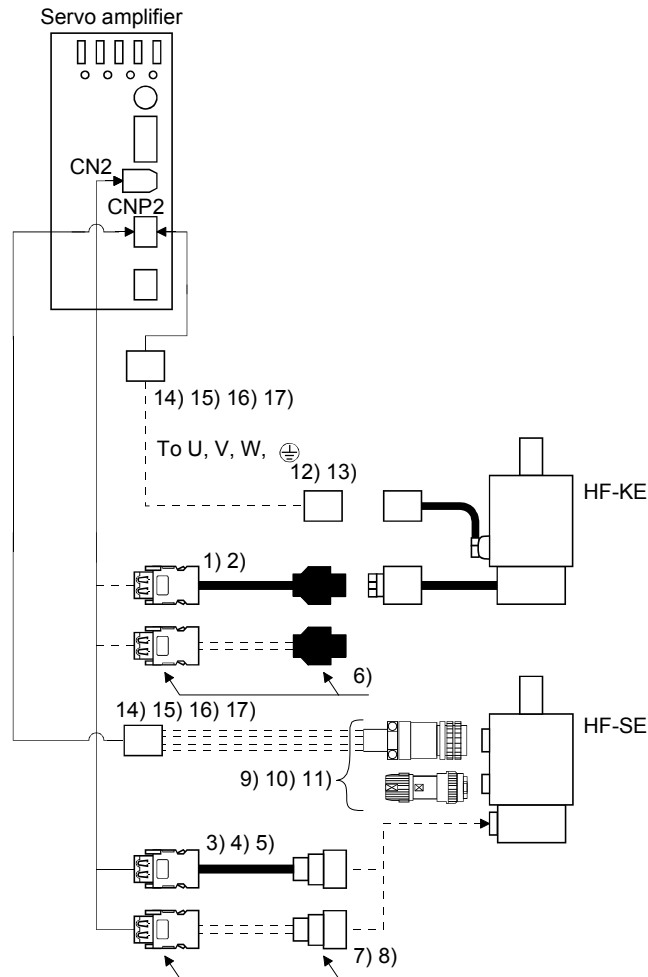 Servo amplifier
CN2
CNP2
14) 15) 16) 17)
To U, V, W,
12) 13)
HF-KE
1) 2)
6)
14) 15) 16) 17)
HF-SE
9) 10) 11)
3) 4) 5)
7) 8)